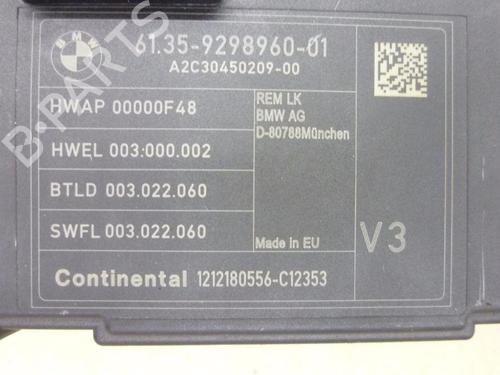 BMW
61.35-9298960-01
A2C30450209-00
HWAP 00000F48
HWEL 003.000.002
BTLD 003.022.060
SWFL 003.022.060
REM LK
BMW AG
D-80788München
Made in EU
V3
Continental 1212180556-C12353
B-PARTS